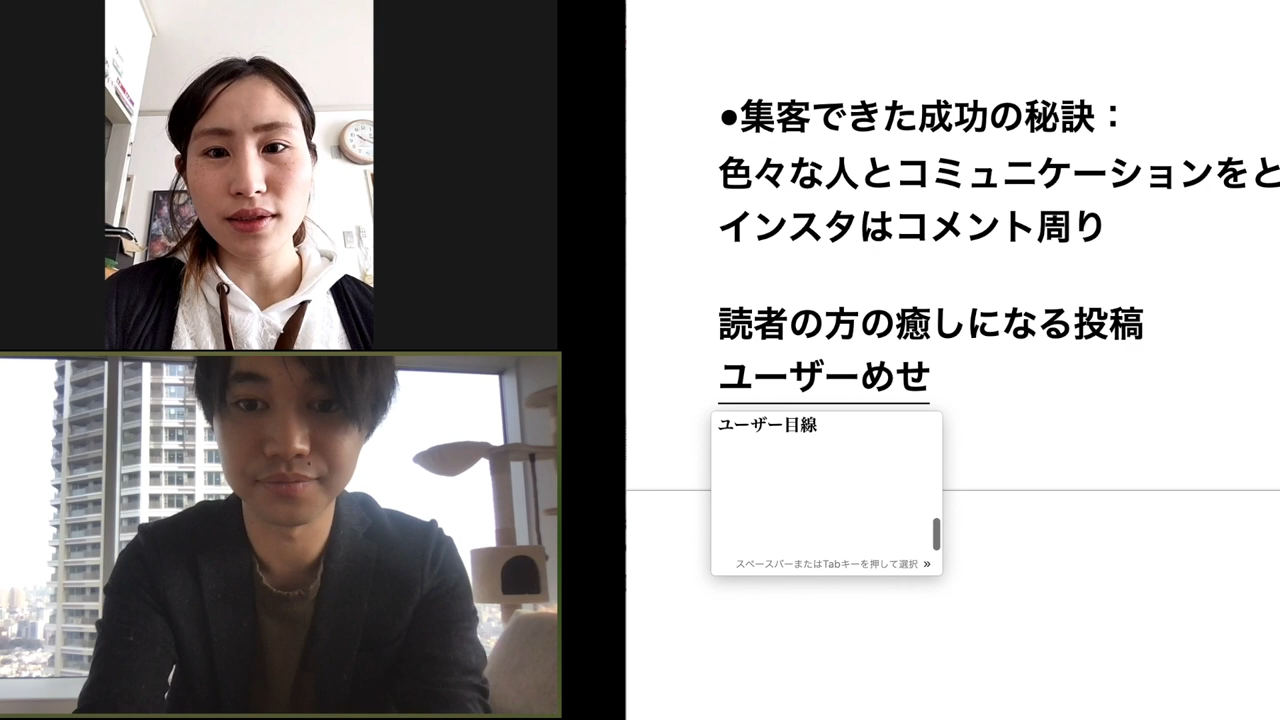 ●集客できた成功の秘訣：
色々な人とコミュニケーションをと
インスタはコメント周り
読者の方の癒しになる投稿
ユーザーめせ
ユーザー目線
スペースバーまたはTabキーを押して選択 »